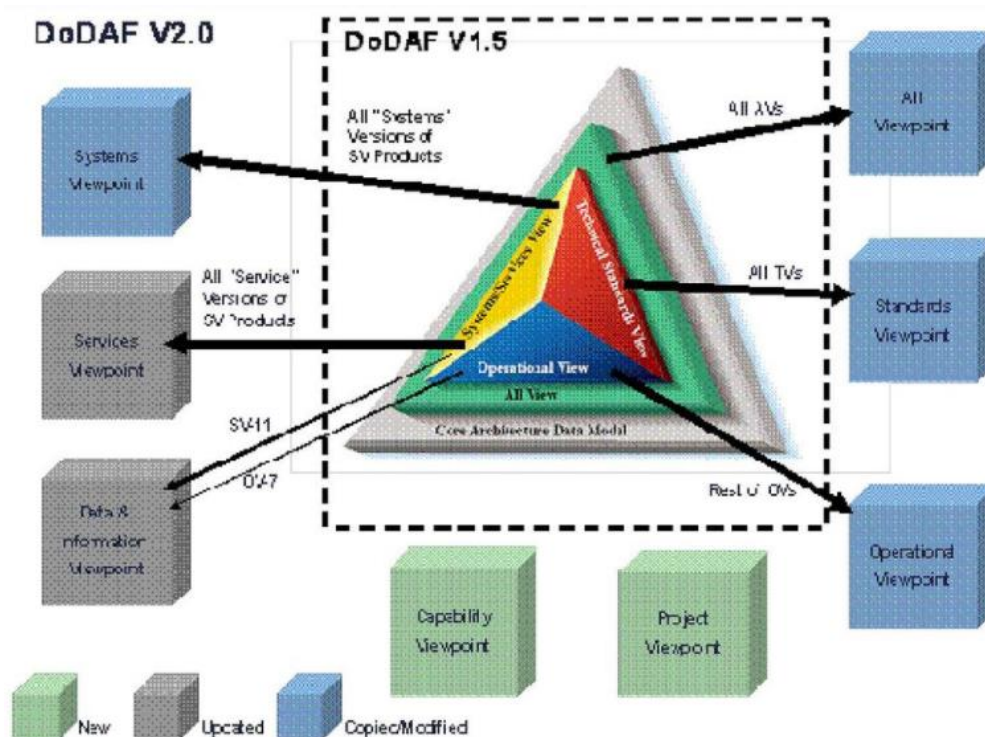 DoDAF V2.0
DoDAF V1.5
All "Systems"
Versions of
SV Products
All AVs
All
Viewpoint
Systems
Viewpoint
Systems/Services View
Technical Standards View
All "Service"
Versions of
SV Products
All TVs
Standards
Viewpoint
Services
Viewpoint
Operational View
All View
Core Architecture Data Model
SV-11
OV-7
Rest of OVs
Data &
Information
Viewpoint
Operational
Viewpoint
Capability
Viewpoint
Project
Viewpoint
New
Updated
Copied/Modified